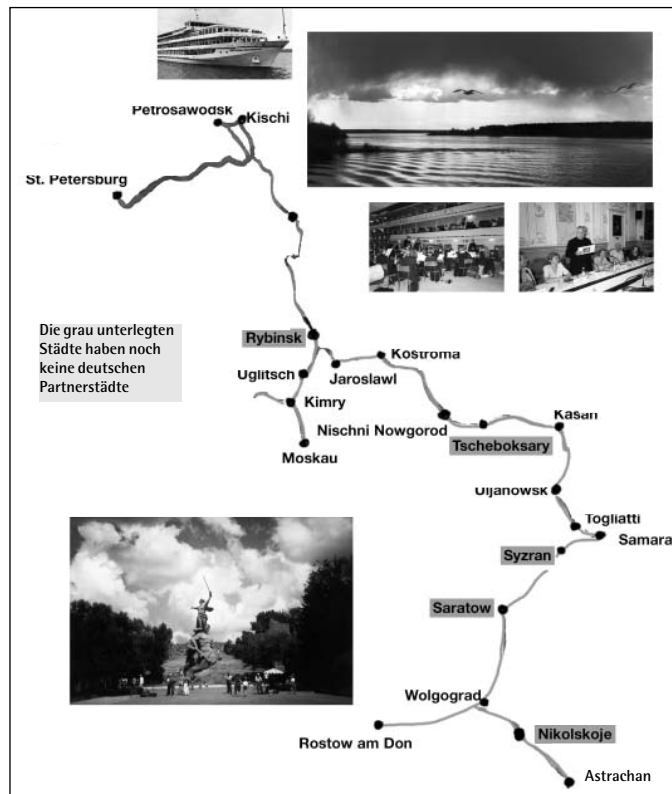 Petrosawodsk
Kischi
St. Petersburg
Die grau unterlegten
Städte haben noch
keine deutschen
Partnerstädte
Rybinsk
Kostroma
Uglitsch
Jaroslawl
Kimry
Nischni Nowgorod
Kasan
Moskau
Tscheboksary
Uljanowsk
Togliatti
Samara
Syzran
Saratow
Wolgograd
Rostow am Don
Nikolskoje
Astrachan